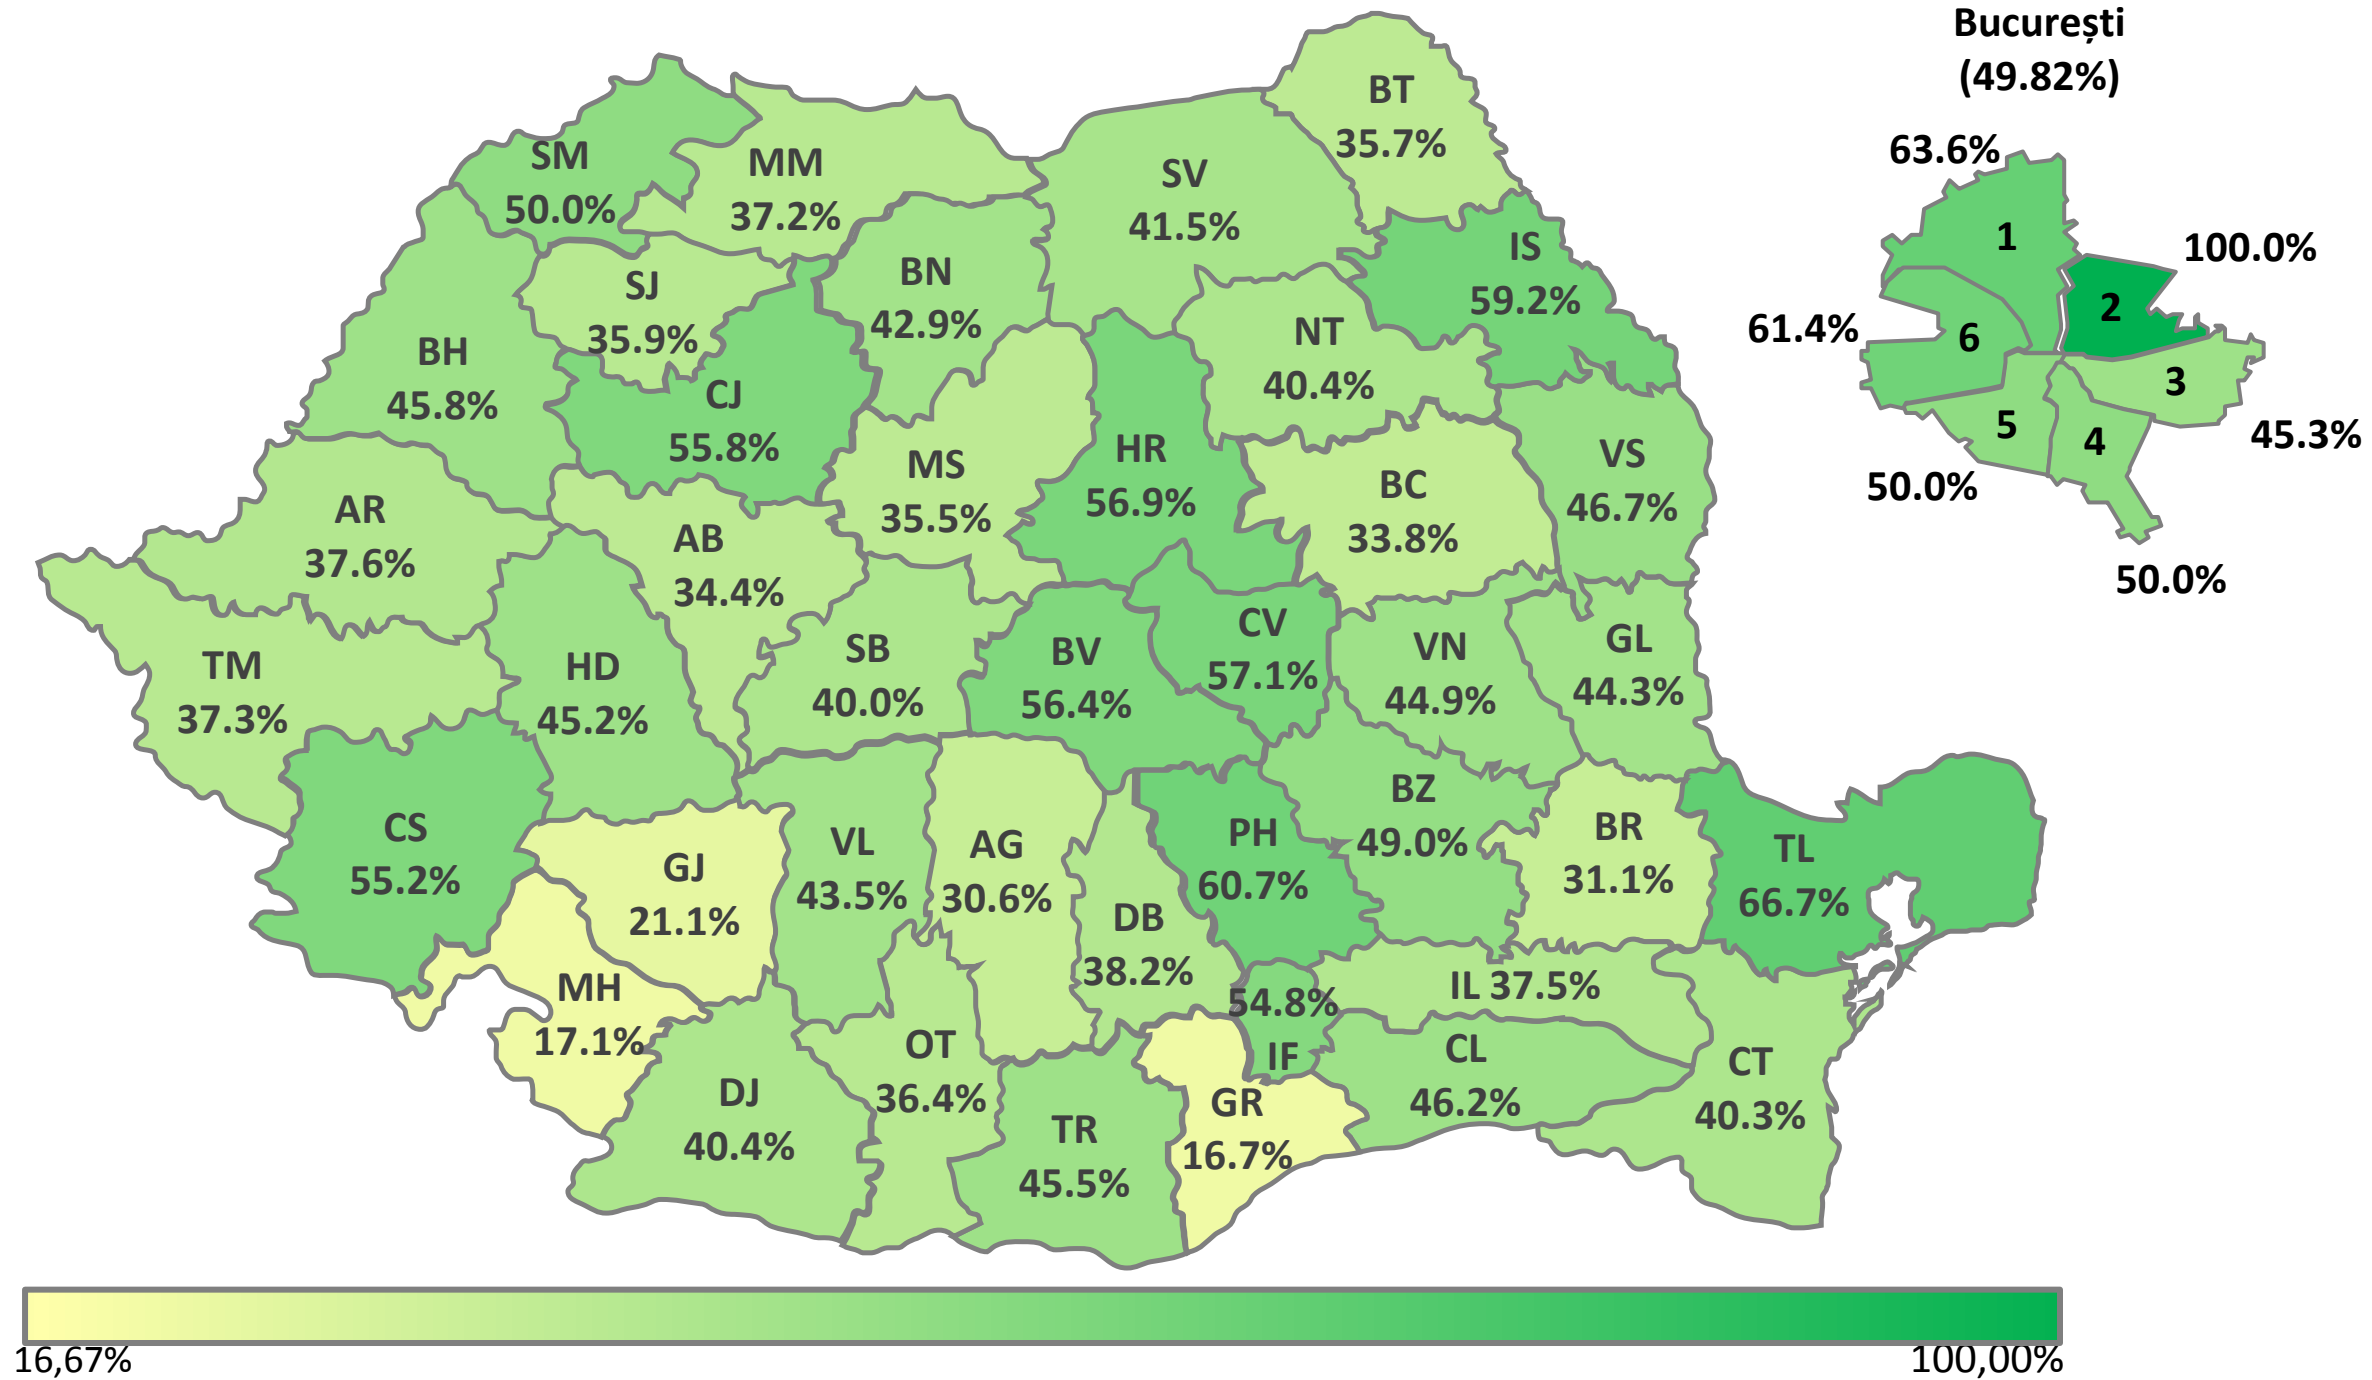 București
(49.82%)
63.6%
1
100.0%
2
61.4%
6
3
45.3%
5
4
50.0%
50.0%
BT
35.7%
SM
50.0%
MM
37.2%
SV
41.5%
IS
59.2%
SJ
35.9%
BN
42.9%
NT
40.4%
BH
45.8%
CJ
55.8%
MS
35.5%
HR
56.9%
BC
33.8%
VS
46.7%
AR
37.6%
AB
34.4%
TM
37.3%
HD
45.2%
SB
40.0%
BV
56.4%
CV
57.1%
VN
44.9%
GL
44.3%
CS
55.2%
GJ
21.1%
VL
43.5%
AG
30.6%
PH
60.7%
BZ
49.0%
BR
31.1%
TL
66.7%
DB
38.2%
MH
17.1%
54.8%
IF
IL 37.5%
OT
36.4%
CL
46.2%
CT
40.3%
DJ
40.4%
TR
45.5%
GR
16.7%
16,67%
100,00%